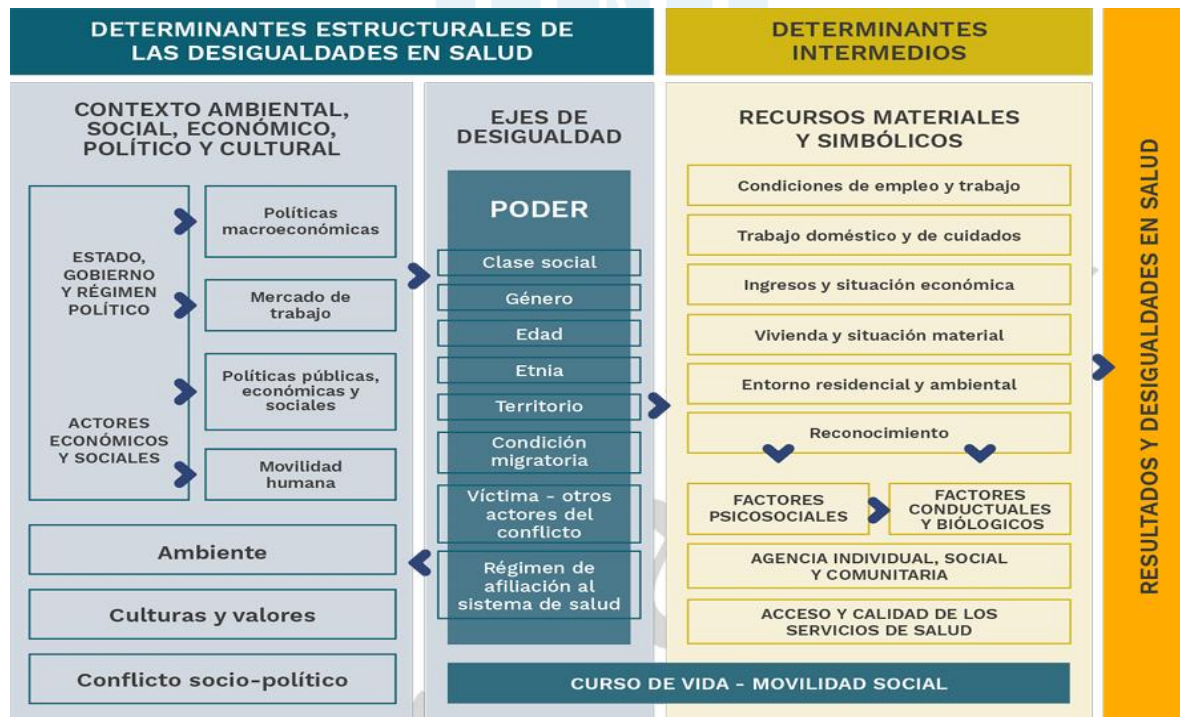 DETERMINANTES ESTRUCTURALES DE
LAS DESIGUALDADES EN SALUD
DETERMINANTES
INTERMEDIOS
CONTEXTO AMBIENTAL,
SOCIAL, ECONÓMICO,
POLÍTICO Y CULTURAL
ESTADO,
GOBIERNO
Y RÉGIMEN
POLÍTICO
ACTORES
ECONÓMICOS
Y SOCIALES
Políticas
macroeconómicas
Mercado de
trabajo
Políticas públicas,
económicas y
sociales
Movilidad
humana
Ambiente
Culturas y valores
Conflicto socio-político
EJES DE
DESIGUALDAD
PODER
Clase social
Género
Edad
Etnia
Territorio
Condición
migratoria
Víctima - otros
actores del
conflicto
Régimen de
afiliación al
sistema de salud
RECURSOS MATERIALES
Y SIMBÓLICOS
Condiciones de empleo y trabajo
Trabajo doméstico y de cuidados
Ingresos y situación económica
Vivienda y situación material
Entorno residencial y ambiental
Reconocimiento
FACTORES
PSICOSOCIALES
FACTORES
CONDUCTUALES
Y BIÓLOGICOS
AGENCIA INDIVIDUAL, SOCIAL
Y COMUNITARIA
ACCESO Y CALIDAD DE LOS
SERVICIOS DE SALUD
CURSO DE VIDA - MOVILIDAD SOCIAL
RESULTADOS Y DESIGUALDADES EN SALUD